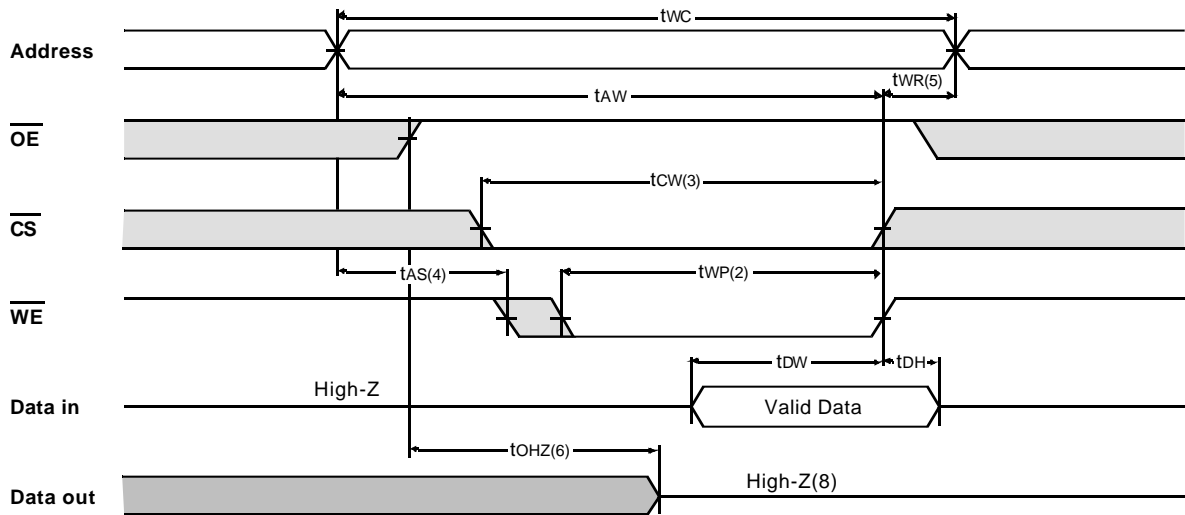 tWC
Address
tWR(5)
tAW
OE
tCW(3)
CS
tAS(4)
tWP(2)
WE
tDW
tDH
High-Z
Data in
Valid Data
tOHZ(6)
High-Z(8)
Data out